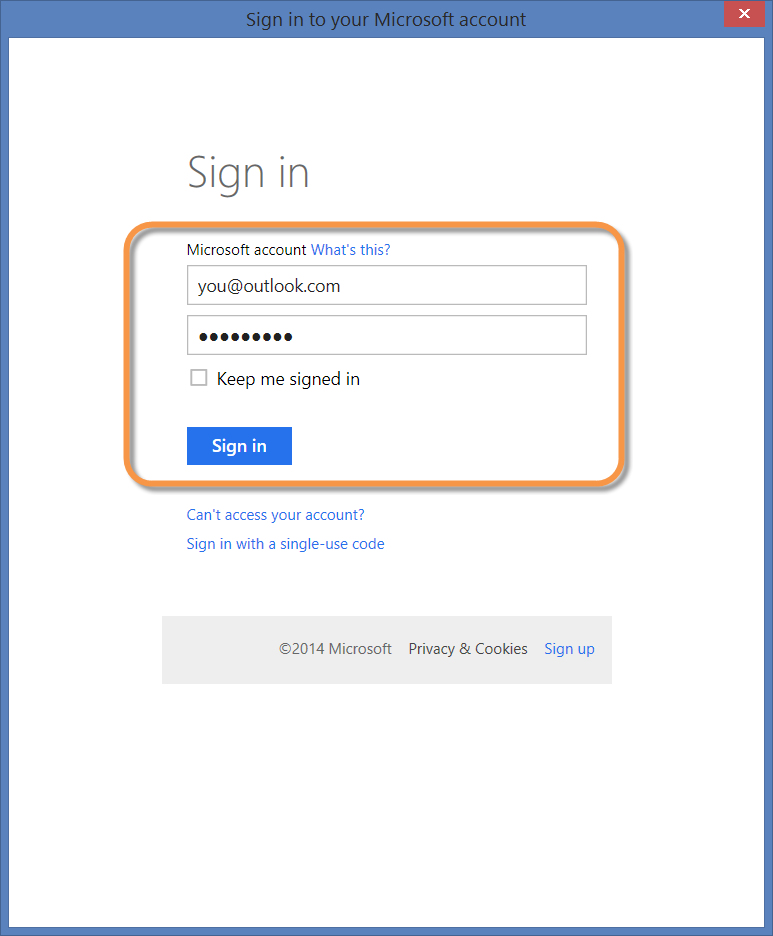 Sign in to your Microsoft account
Sign in
Microsoft account What's this?
you@outlook.com
●●●●●●●●●
Keep me signed in
Sign in
Can't access your account?
Sign in with a single-use code
©2014 Microsoft Privacy & Cookies Sign up